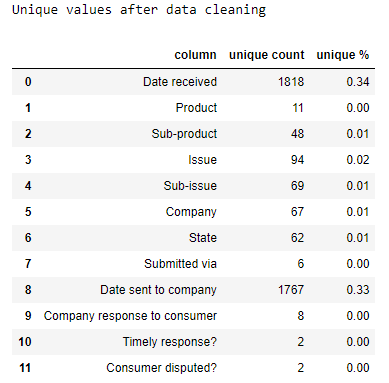 Unique values after data cleaning
column unique count unique %
0 Date received 1818 0.34
1 Product 11 0.00
2 Sub-product 48 0.01
3 Issue 94 0.02
4 Sub-issue 69 0.01
5 Company 67 0.01
6 State 62 0.01
7 Submitted via 6 0.00
8 Date sent to company 1767 0.33
9 Company response to consumer 8 0.00
10 Timely response? 2 0.00
11 Consumer disputed? 2 0.00